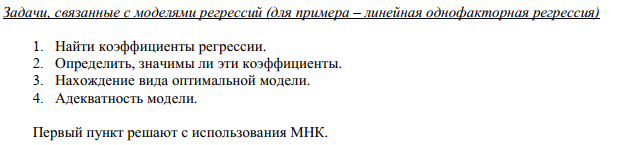 Задачи, связанные с моделями регрессий (для примера – линейная однофакторная регрессия)
1. Найти коэффициенты регрессии.
2. Определить, значимы ли эти коэффициенты.
3. Нахождение вида оптимальной модели.
4. Адекватность модели.
Первый пункт решают с использования МНК.